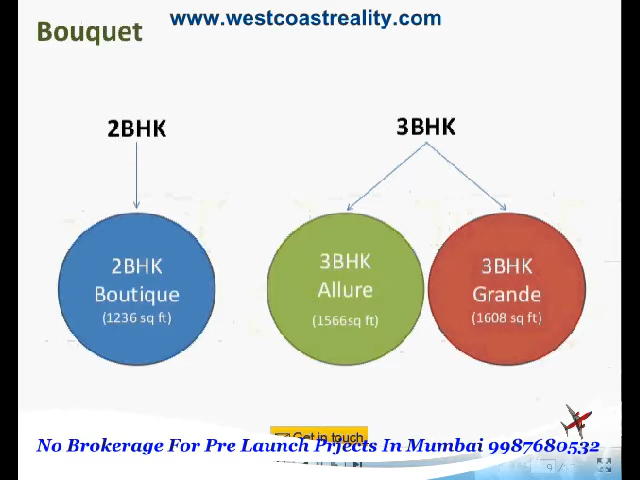 www.westcoastreality.com
Bouquet
2BHK
3BHK
2BHK
Boutique
(1236 sq ft)
3BHK
Allure
(1566sq ft)
3BHK
Grande
(1608 sq ft)
Get in touch
No Brokerage For Pre Launch Prjects In Mumbai 9987680532
9